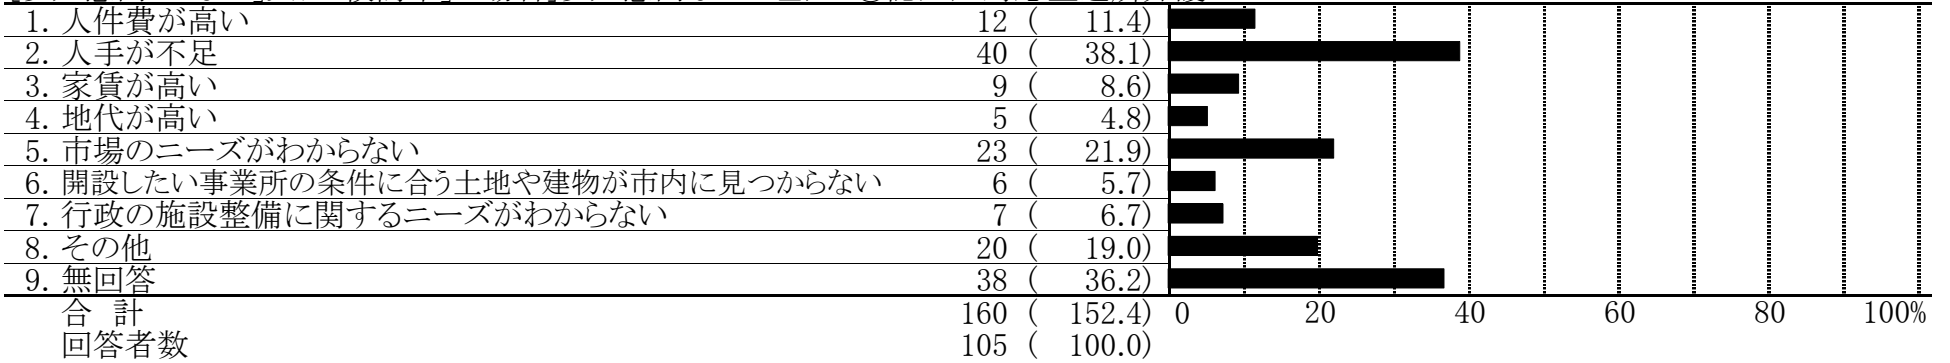 1. 人件費が高い 12 ( 11.4)
2. 人手が不足 40 ( 38.1)
3. 家賃が高い 9 ( 8.6)
4. 地代が高い 5 ( 4.8)
5. 市場のニーズがわからない 23 ( 21.9)
6. 開設したい事業所の条件に合う土地や建物が市内に見つからない 6 ( 5.7)
7. 行政の施設整備に関するニーズがわからない 7 ( 6.7)
8. その他 20 ( 19.0)
9. 無回答 38 ( 36.2)
合 計 160 ( 152.4) 0 20 40 60 80 100%
回答者数 105 ( 100.0)